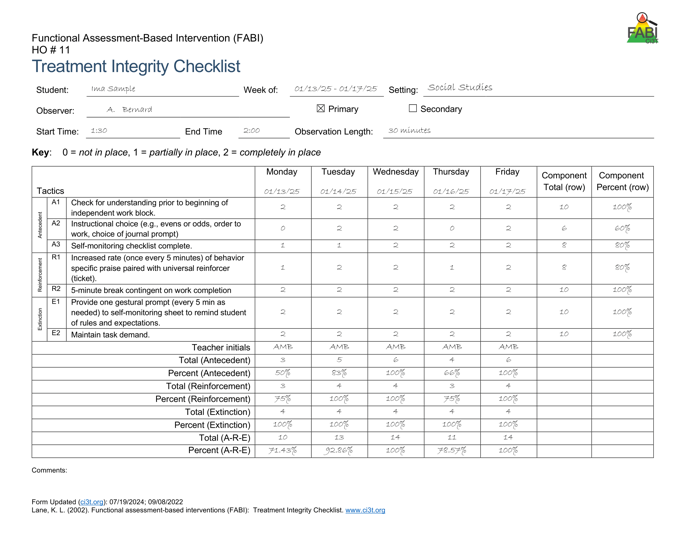 FABI
CI3T
Functional Assessment-Based Intervention (FABI)
HO # 11
Treatment Integrity Checklist
Student: Ima Sample Week of: 01/13/25 - 01/17/25 Setting: Social Studies
Observer: A. Bernard ☒ Primary ☐ Secondary
Start Time: 1:30 End Time 2:00 Observation Length: 30 minutes
Key: 0 = not in place, 1 = partially in place, 2 = completely in place
Tactics Monday 01/13/25 Tuesday 01/14/25 Wednesday 01/15/25 Thursday 01/16/25 Friday 01/17/25 Component Total (row) Component Percent (row)
Antecedent
A1 Check for understanding prior to beginning of independent work block. 2 2 2 2 2 10 100%
A2 Instructional choice (e.g., evens or odds, order to work, choice of journal prompt) 0 2 2 0 2 6 60%
A3 Self-monitoring checklist complete. 1 1 2 2 2 8 80%
Reinforcement
R1 Increased rate (once every 5 minutes) of behavior specific praise paired with universal reinforcer (ticket). 1 2 2 1 2 8 80%
R2 5-minute break contingent on work completion 2 2 2 2 2 10 100%
Extinction
E1 Provide one gestural prompt (every 5 min as needed) to self-monitoring sheet to remind student of rules and expectations. 2 2 2 2 2 10 100%
E2 Maintain task demand. 2 2 2 2 2 10 100%
Teacher initials AMB AMB AMB AMB AMB
Total (Antecedent) 3 5 6 4 6
Percent (Antecedent) 50% 83% 100% 66% 100%
Total (Reinforcement) 3 4 4 3 4
Percent (Reinforcement) 75% 100% 100% 75% 100%
Total (Extinction) 4 4 4 4 4
Percent (Extinction) 100% 100% 100% 100% 100%
Total (A-R-E) 10 13 14 11 14
Percent (A-R-E) 71.43% 92.86% 100% 78.57% 100%
Comments:
Form Updated (ci3t.org): 07/19/2024; 09/08/2022
Lane, K. L. (2002). Functional assessment-based interventions (FABI): Treatment Integrity Checklist. www.ci3t.org